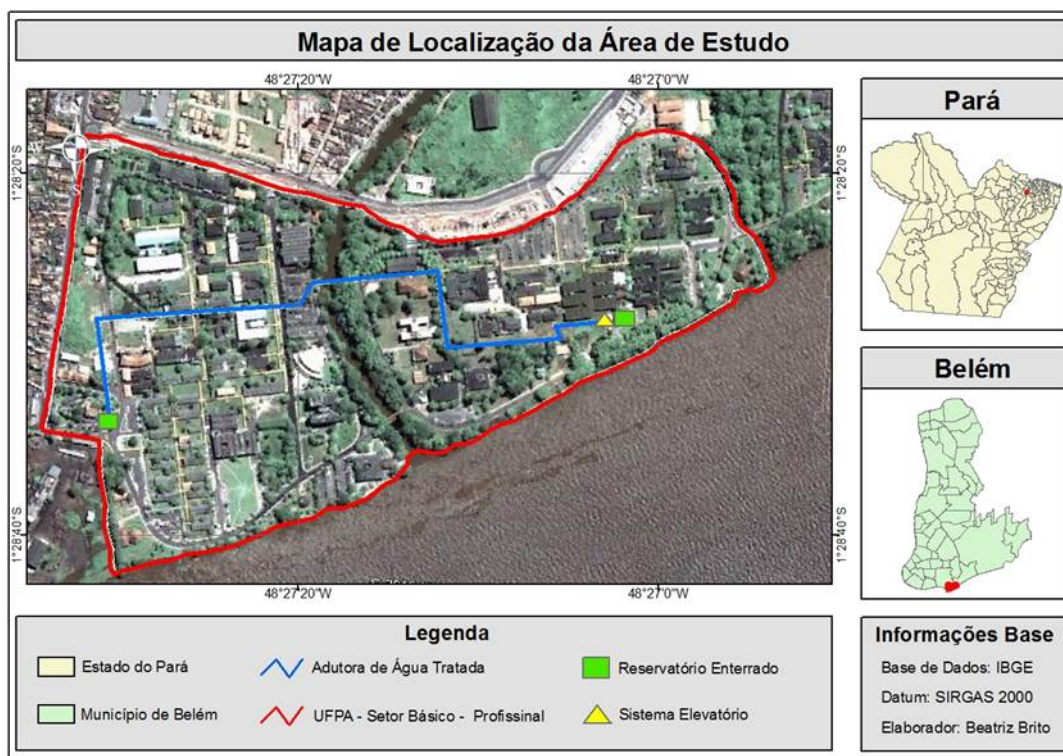 Mapa de Localização da Área de Estudo
48°27'20"W
48°27'0"W
1°28'20"S
1°28'20"S
1°28'40"S
1°28'40"S
S
48°27'20"W
48°27'0"W
Pará
Belém
Legenda
Estado do Pará
Adutora de Água Tratada
Reservatório Enterrado
Município de Belém
UFPA - Setor Básico - Profissinal
Sistema Elevatório
Informações Base
Base de Dados: IBGE
Datum: SIRGAS 2000
Elaborador: Beatriz Brito